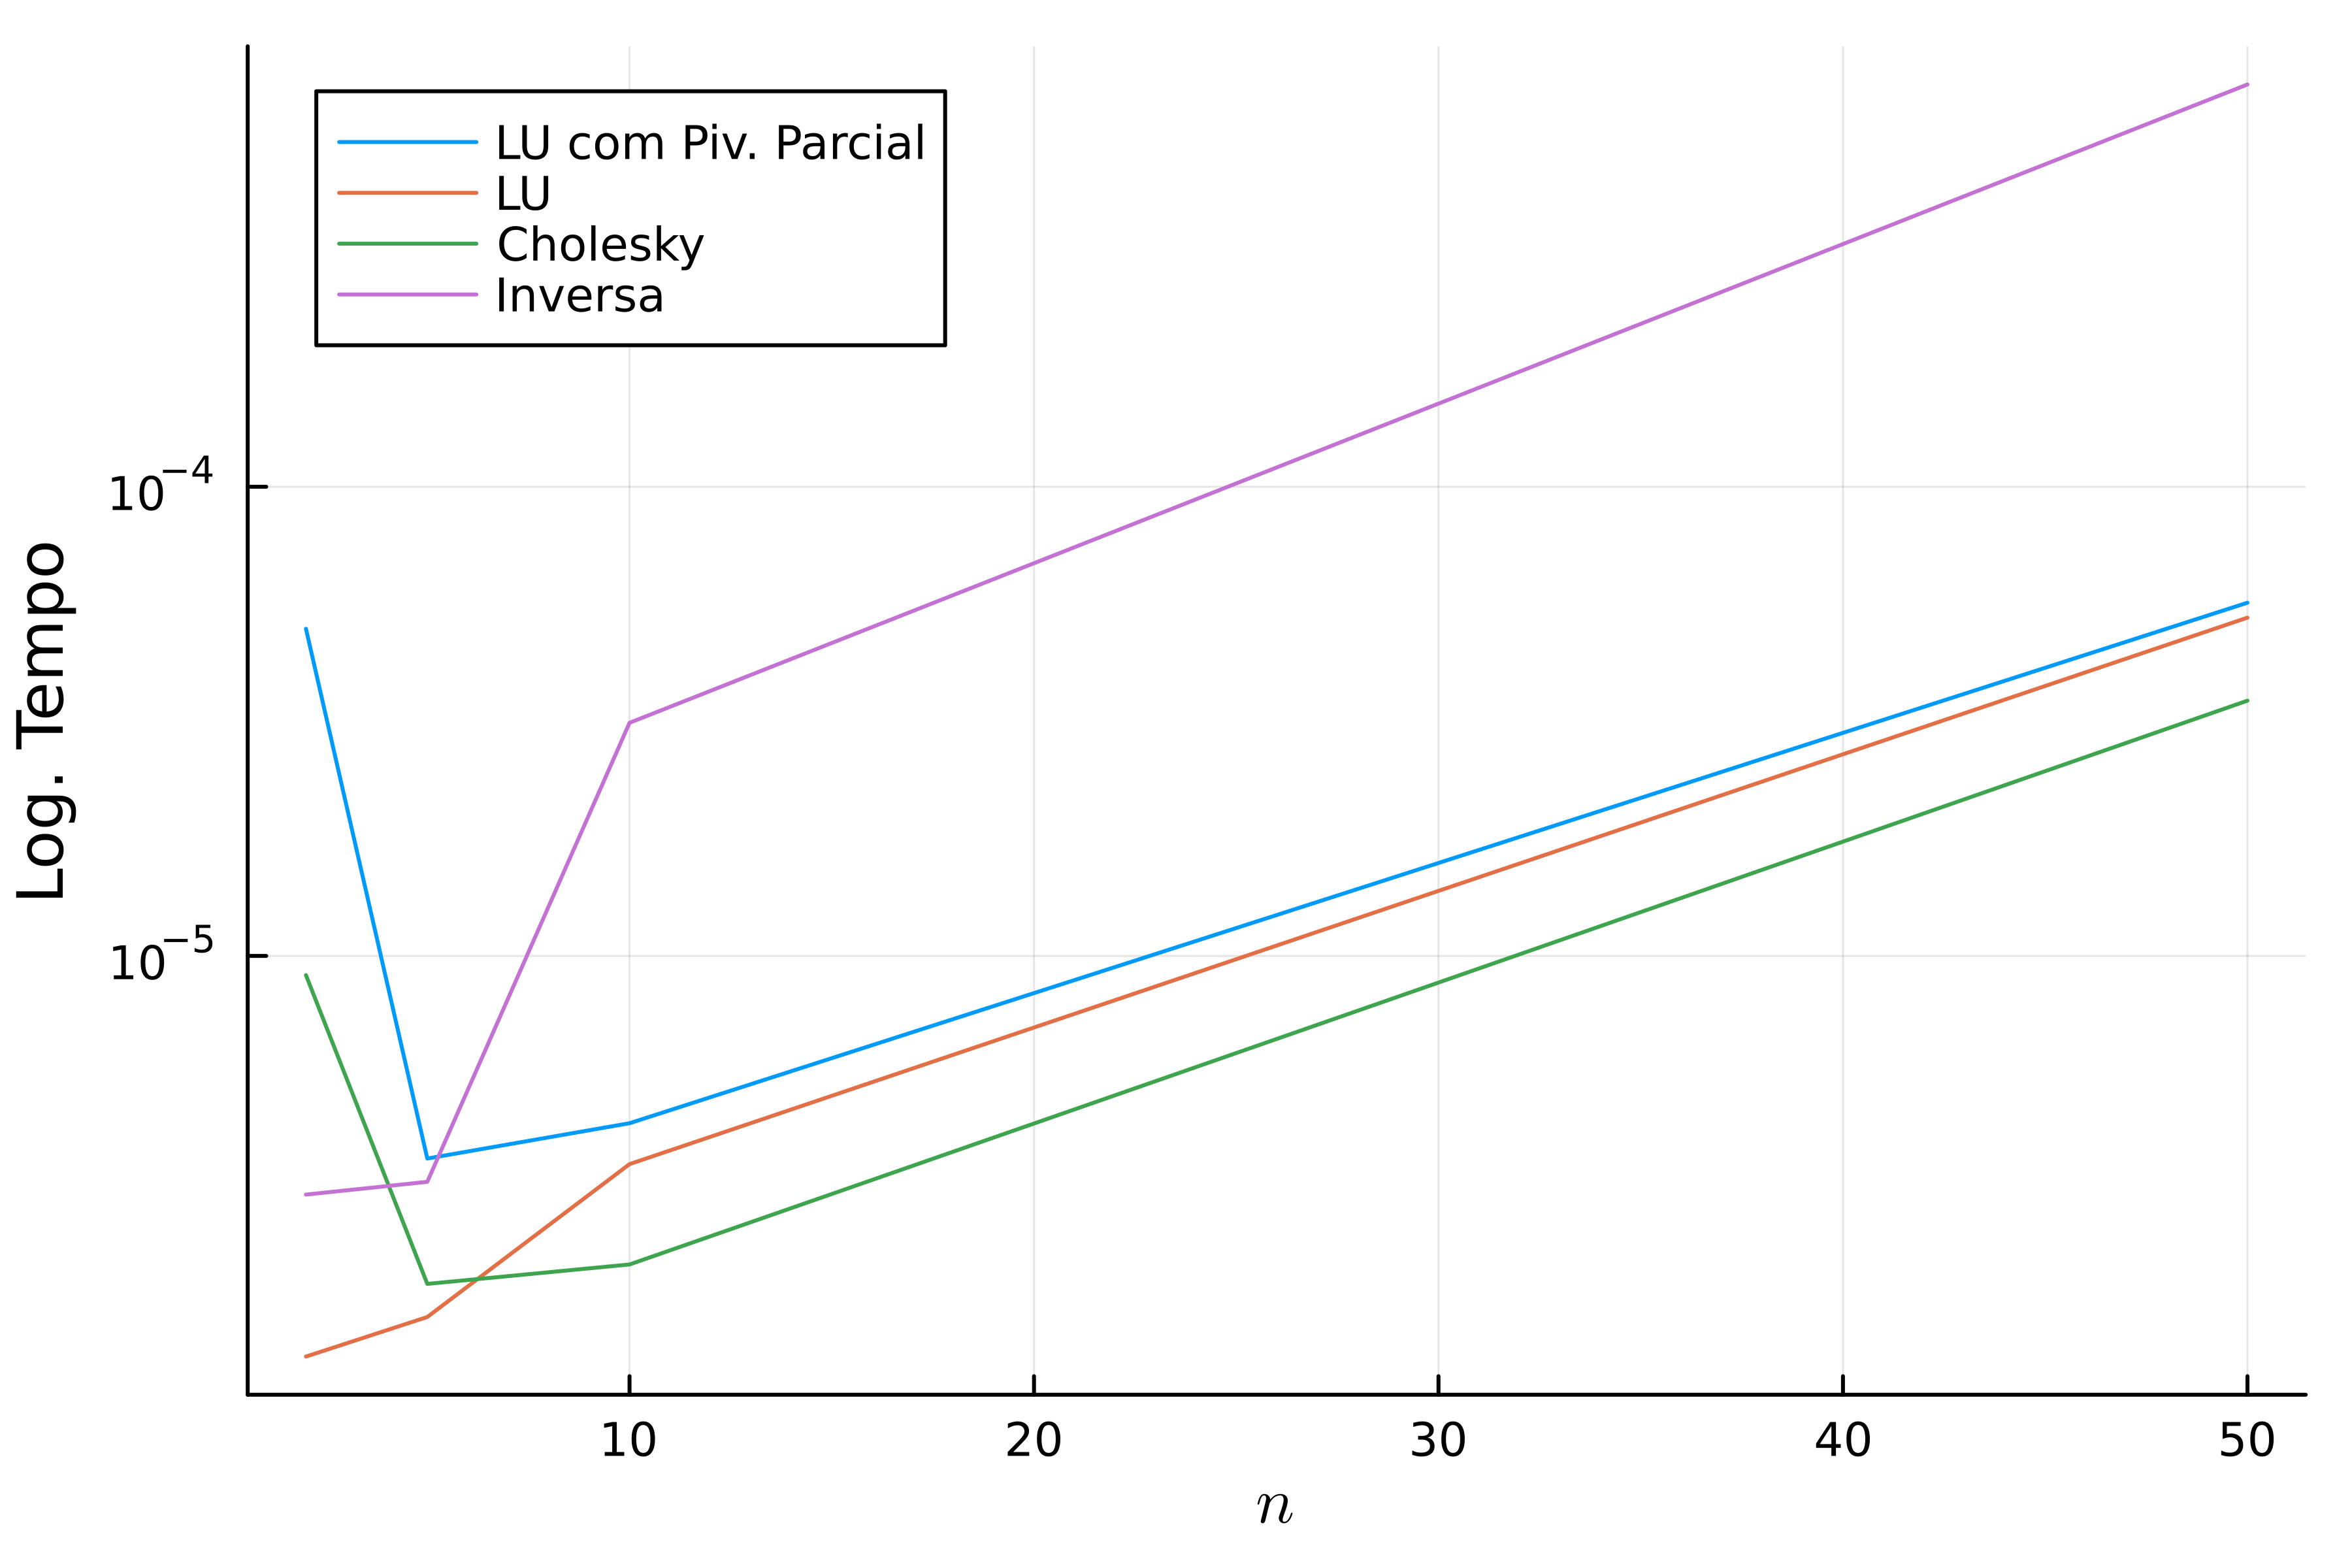 LU com Piv. Parcial
LU
Cholesky
Inversa
10⁻⁴
10⁻⁵
Log. Tempo
10 20 30 40 50
n